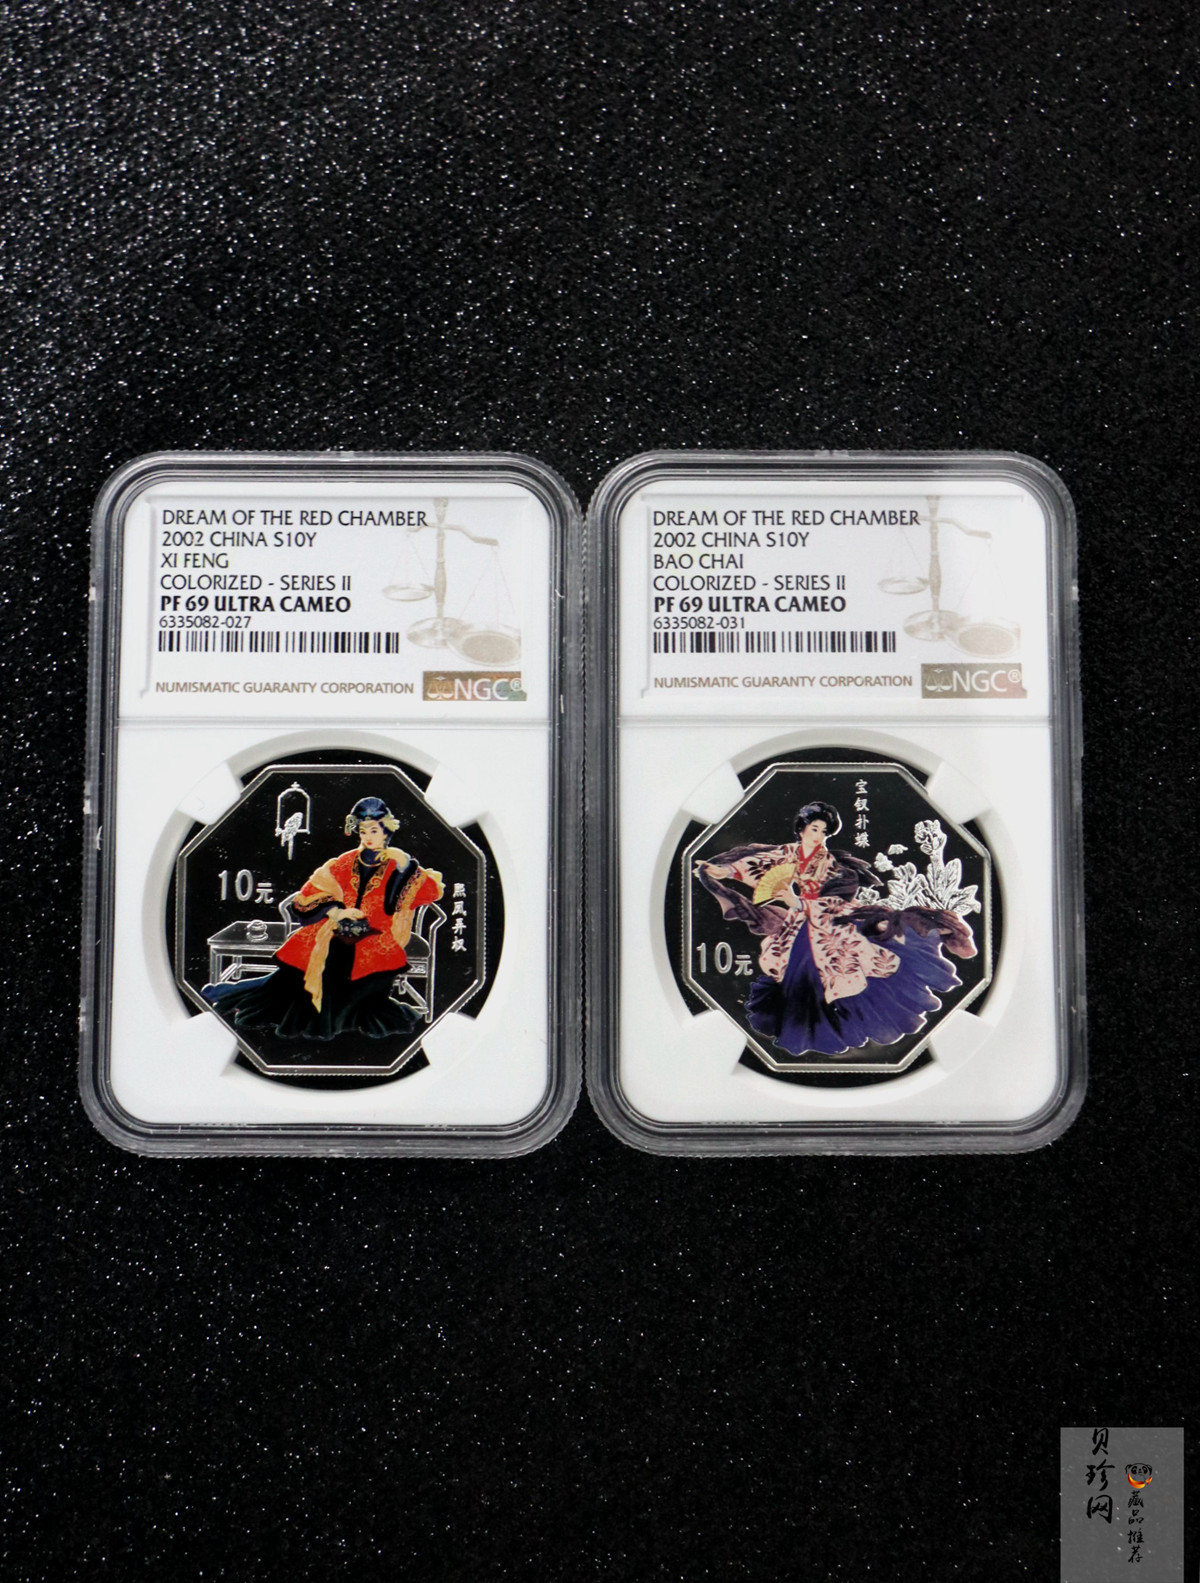 DREAM OF THE RED CHAMBER
2002 CHINA S10Y
XI FENG
COLORIZED - SERIES II
PF 69 ULTRA CAMEO
6335082-027
NUMISMATIC GUARANTY CORPORATION
NGC®
10元
熙凤弄权
DREAM OF THE RED CHAMBER
2002 CHINA S10Y
BAO CHAI
COLORIZED - SERIES II
PF 69 ULTRA CAMEO
6335082-031
NUMISMATIC GUARANTY CORPORATION
NGC®
宝钗扑蝶
10元
贝珍网
藏品推荐